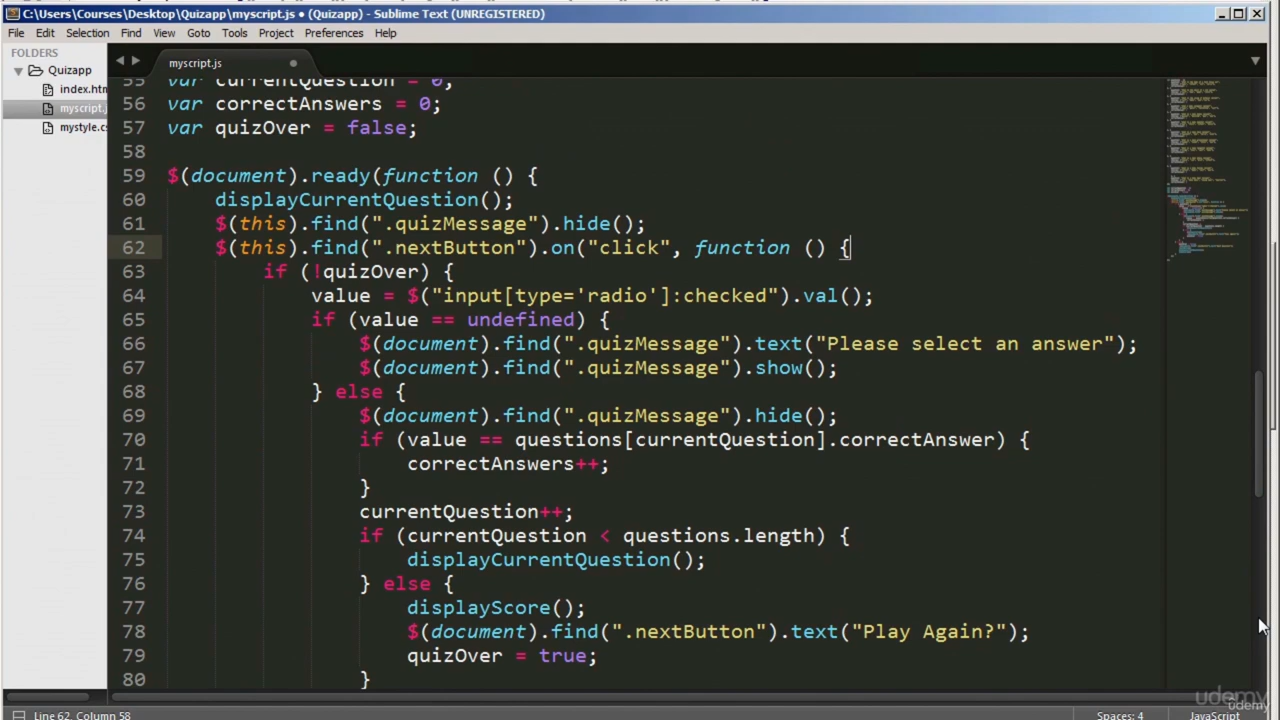 C:\Users\Courses\Desktop\Quizapp\myscript.js • (Quizapp) - Sublime Text (UNREGISTERED)
File Edit Selection Find View Goto Tools Project Preferences Help
FOLDERS
Quizapp
index.htm
myscript.j
mystyle.cs
myscript.js
55 var currentQuestion = 0;
56 var correctAnswers = 0;
57 var quizOver = false;
58
59 $(document).ready(function () {
60 displayCurrentQuestion();
61 $(this).find(".quizMessage").hide();
62 $(this).find(".nextButton").on("click", function () {
63 if (!quizOver) {
64 value = $("input[type='radio']:checked").val();
65 if (value == undefined) {
66 $(document).find(".quizMessage").text("Please select an answer");
67 $(document).find(".quizMessage").show();
68 } else {
69 $(document).find(".quizMessage").hide();
70 if (value == questions[currentQuestion].correctAnswer) {
71 correctAnswers++;
72 }
73 currentQuestion++;
74 if (currentQuestion < questions.length) {
75 displayCurrentQuestion();
76 } else {
77 displayScore();
78 $(document).find(".nextButton").text("Play Again?");
79 quizOver = true;
80 }
Line 62, Column 58
Spaces: 4
JavaScript
udemy
udemy